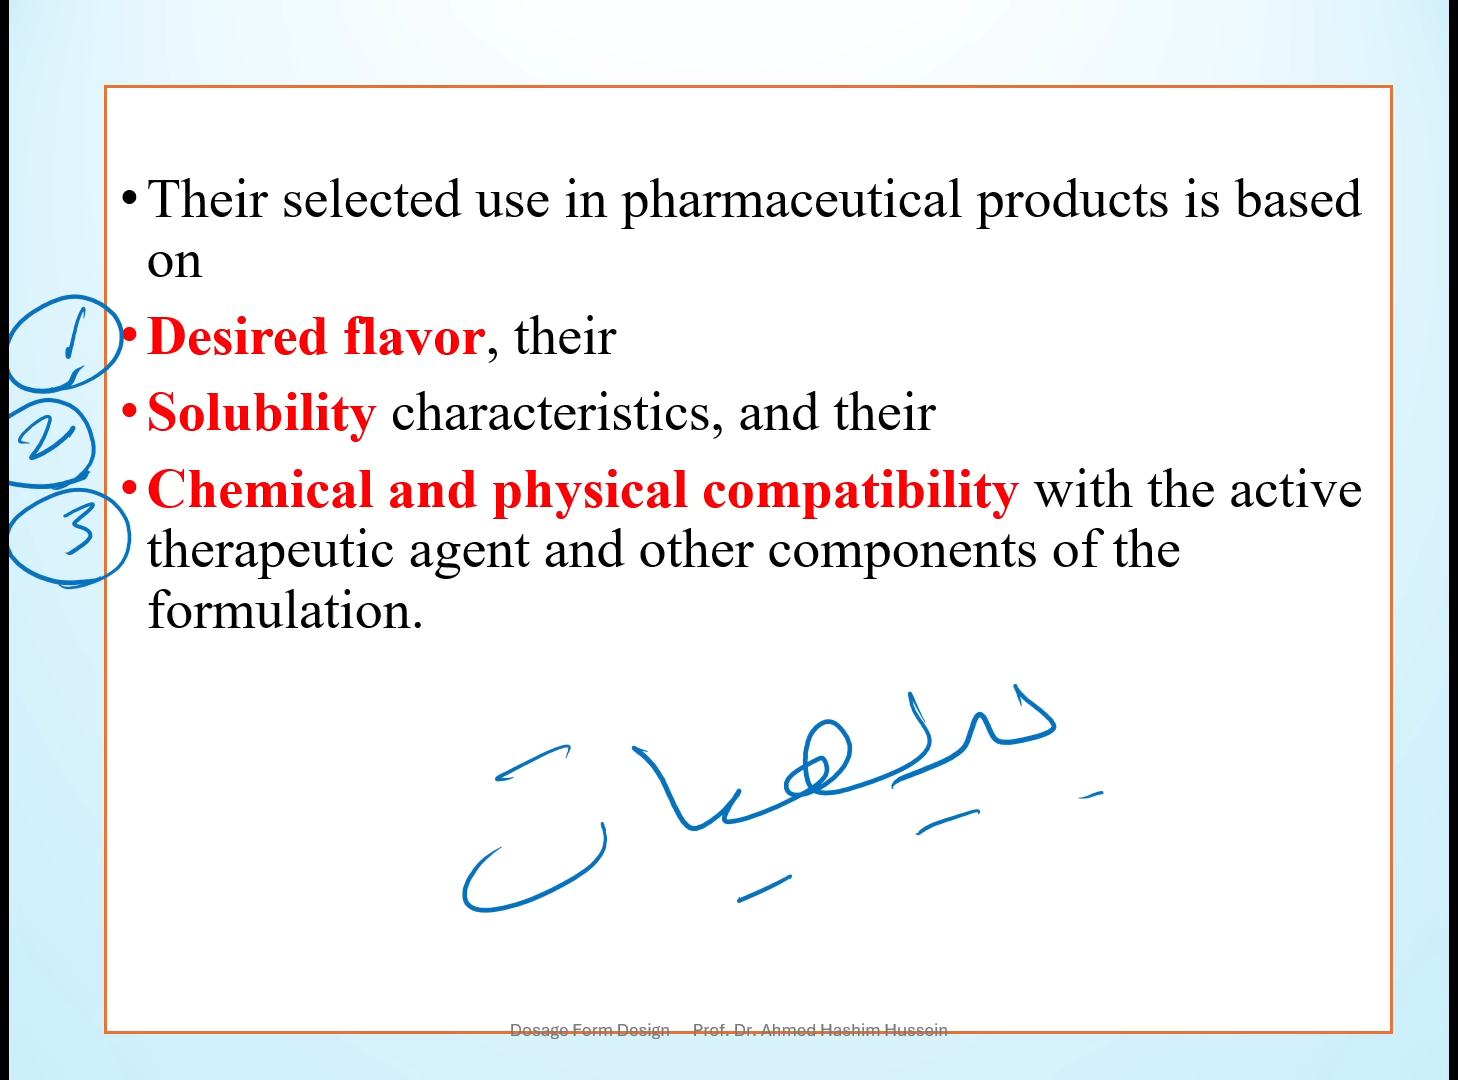 • Their selected use in pharmaceutical products is based
on
1 • Desired flavor, their
2 • Solubility characteristics, and their
3 • Chemical and physical compatibility with the active
therapeutic agent and other components of the
formulation.
بديهيات
Dosage Form Design Prof. Dr. Ahmed Hashim Hussein